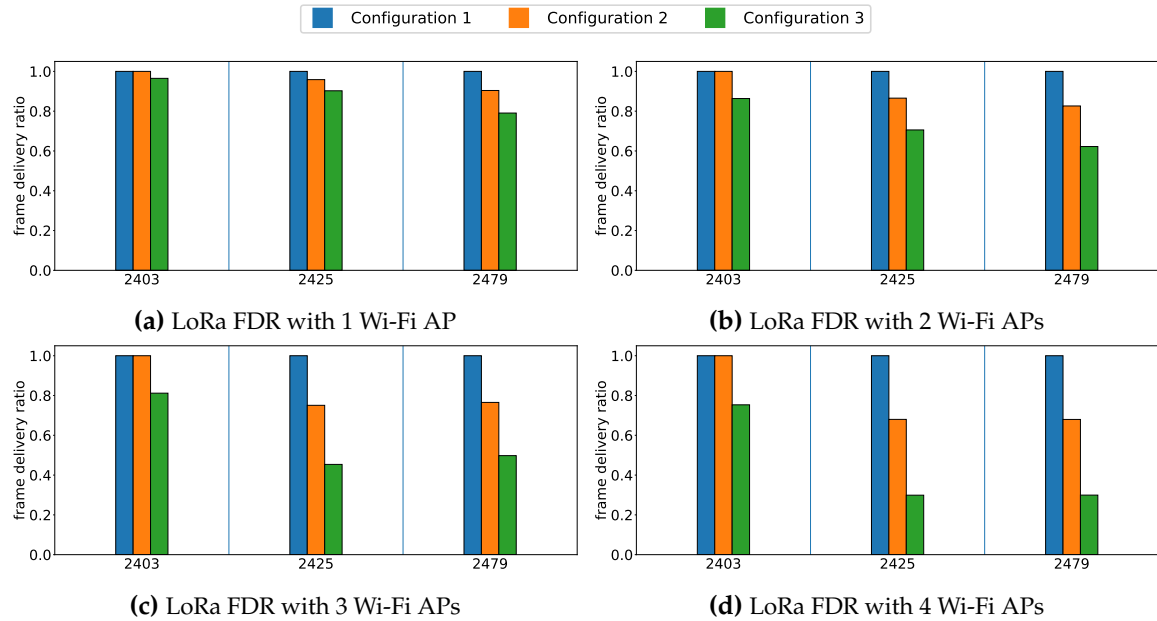 Configuration 1 Configuration 2 Configuration 3
frame delivery ratio
1.0
0.8
0.6
0.4
0.2
0.0
2403 2425 2479
(a) LoRa FDR with 1 Wi-Fi AP
frame delivery ratio
1.0
0.8
0.6
0.4
0.2
0.0
2403 2425 2479
(b) LoRa FDR with 2 Wi-Fi APs
frame delivery ratio
1.0
0.8
0.6
0.4
0.2
0.0
2403 2425 2479
(c) LoRa FDR with 3 Wi-Fi APs
frame delivery ratio
1.0
0.8
0.6
0.4
0.2
0.0
2403 2425 2479
(d) LoRa FDR with 4 Wi-Fi APs